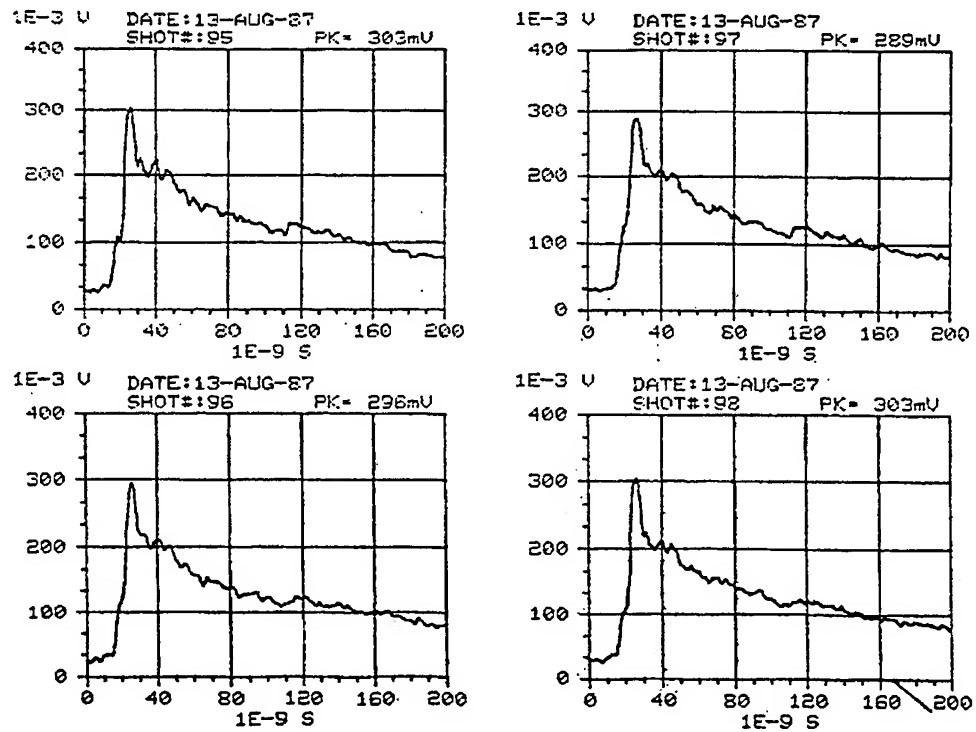 1E-3 V DATE:13-AUG-87
SHOT#:95 PK= 303mV
400
300
200
100
0
0 40 80 120 160 200
1E-9 S
1E-3 V DATE:13-AUG-87
SHOT#:97 PK= 289mV
400
300
200
100
0
0 40 80 120 160 200
1E-9 S
1E-3 V DATE:13-AUG-87
SHOT#:96 PK= 296mV
400
300
200
100
0
0 40 80 120 160 200
1E-9 S
1E-3 V DATE:13-AUG-87
SHOT#:98 PK= 303mV
400
300
200
100
0
0 40 80 120 160 200
1E-9 S